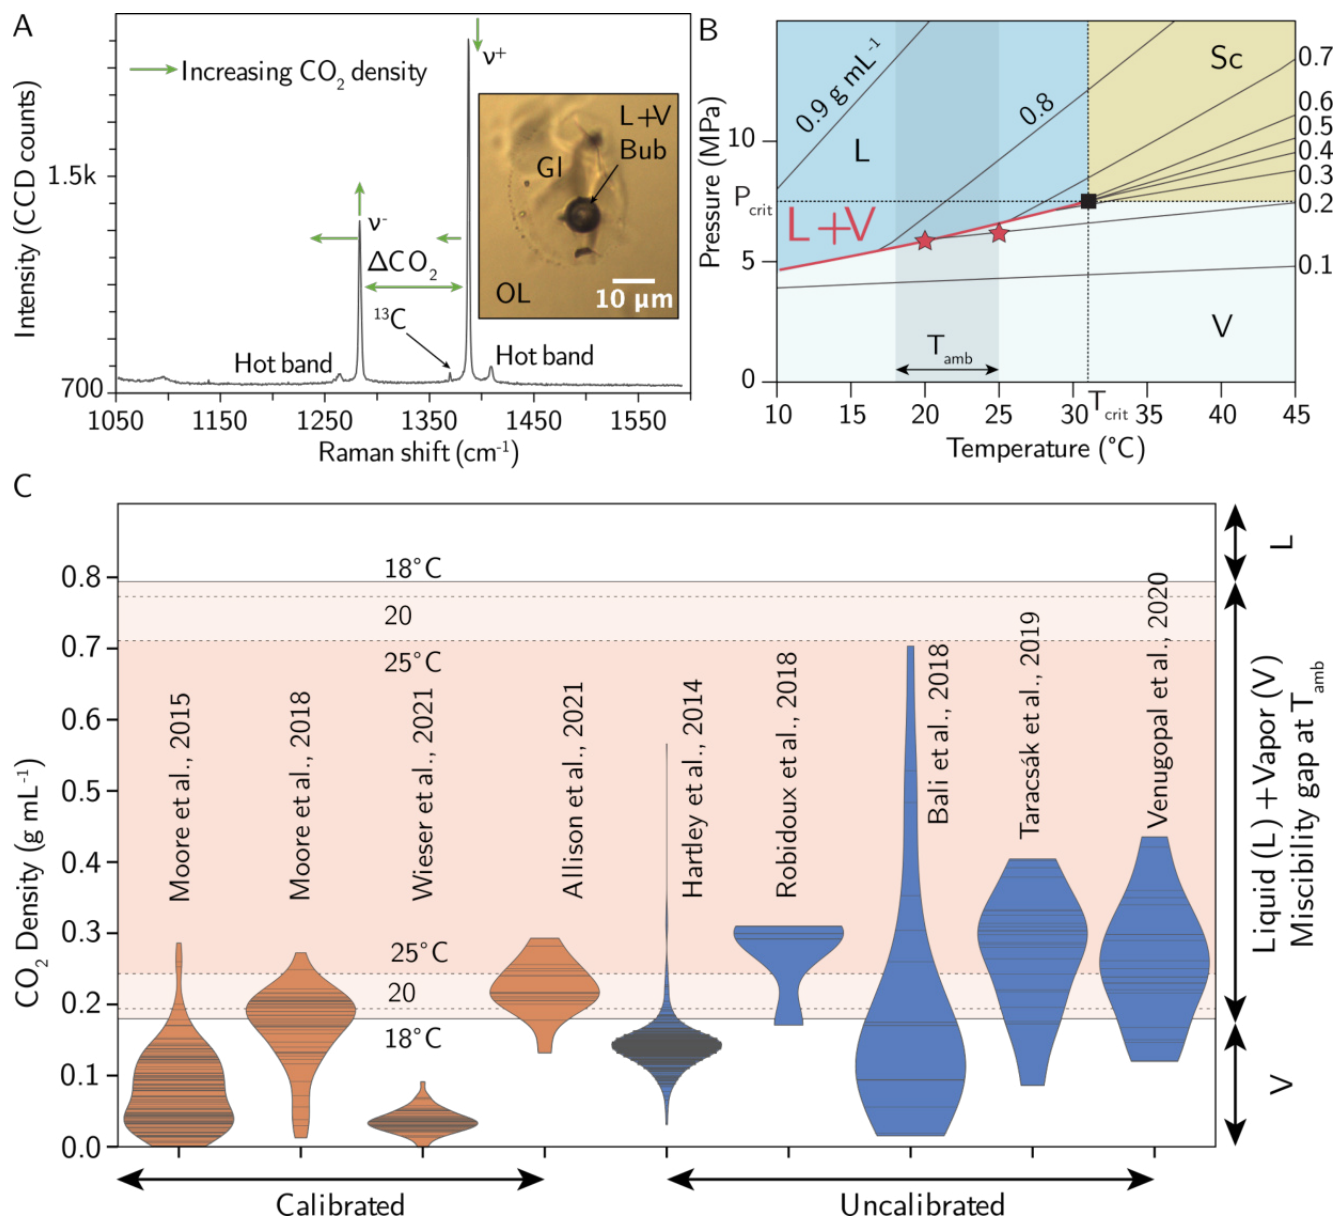 A
Increasing CO₂ density
ν⁺
ν⁻
ΔCO₂
¹³C
Hot band
Hot band
L+V
Bub
Gl
OL
10 μm
Intensity (CCD counts)
1.5k
700
1050
1150
1250
1350
1450
1550
Raman shift (cm⁻¹)
B
0.9 g mL⁻¹
0.8
0.7
0.6
0.5
0.4
0.3
0.2
0.1
L
Sc
L+V
V
T_amb
Pressure (MPa)
10
P_crit
5
0
10
15
20
25
30
T_crit
35
40
45
Temperature (°C)
C
CO₂ Density (g mL⁻¹)
0.8
0.7
0.6
0.5
0.4
0.3
0.2
0.1
0.0
18°C
20
25°C
25°C
20
18°C
Moore et al., 2015
Moore et al., 2018
Wieser et al., 2021
Allison et al., 2021
Hartley et al., 2014
Robidoux et al., 2018
Bali et al., 2018
Taracsák et al., 2019
Venugopal et al., 2020
L
Liquid (L) +Vapor (V)
Miscibility gap at T_amb
V
Calibrated
Uncalibrated